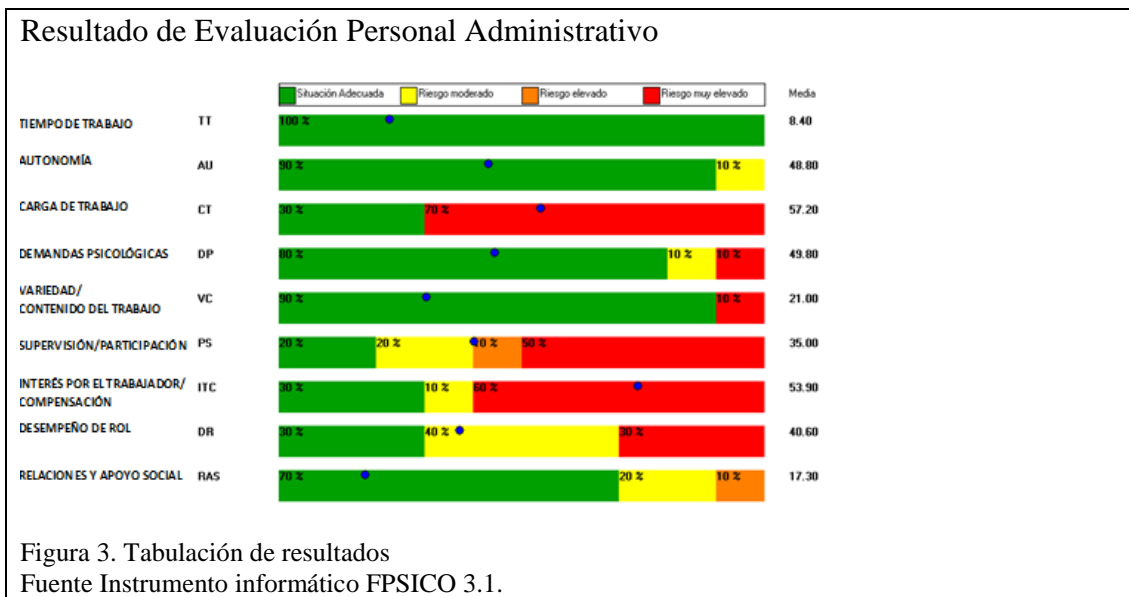 Resultado de Evaluación Personal Administrativo
Situación Adecuada Riesgo moderado Riesgo elevado Riesgo muy elevado Media
TIEMPO DE TRABAJO TT 100 % 8.40
AUTONOMÍA AU 90 % 10 % 48.80
CARGA DE TRABAJO CT 30 % 70 % 57.20
DEMANDAS PSICOLÓGICAS DP 80 % 10 % 10 % 49.80
VARIEDAD/
CONTENIDO DEL TRABAJO VC 90 % 10 % 21.00
SUPERVISIÓN/PARTICIPACIÓN PS 20 % 20 % 10 % 50 % 35.00
INTERÉS POR EL TRABAJADOR/
COMPENSACIÓN ITC 30 % 10 % 60 % 53.90
DESEMPEÑO DE ROL DR 30 % 40 % 30 % 40.60
RELACIONES Y APOYO SOCIAL RAS 70 % 20 % 10 % 17.30
Figura 3. Tabulación de resultados
Fuente Instrumento informático FPSICO 3.1.